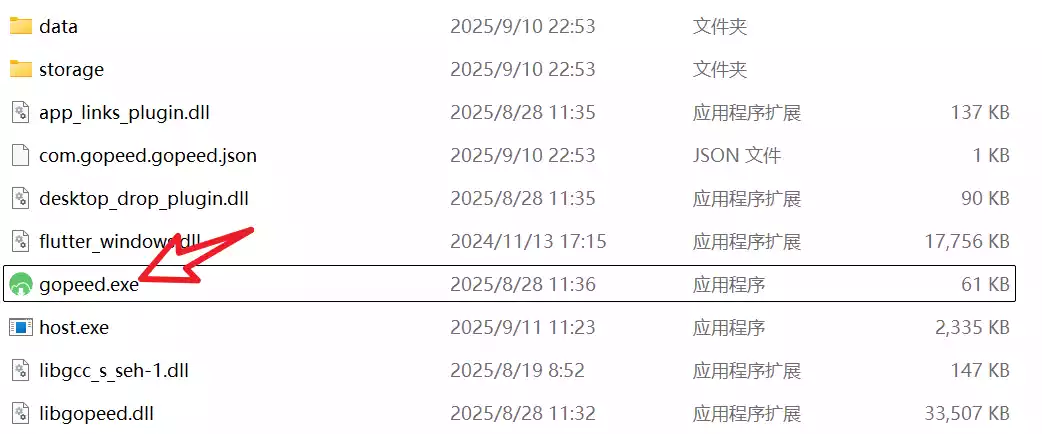 data 2025/9/10 22:53 文件夹
storage 2025/9/10 22:53 文件夹
app_links_plugin.dll 2025/8/28 11:35 应用程序扩展 137 KB
com.gopeed.gopeed.json 2025/9/10 22:53 JSON 文件 1 KB
desktop_drop_plugin.dll 2025/8/28 11:35 应用程序扩展 90 KB
flutter_windows.dll 2024/11/13 17:15 应用程序扩展 17,756 KB
gopeed.exe 2025/8/28 11:36 应用程序 61 KB
host.exe 2025/9/11 11:23 应用程序 2,335 KB
libgcc_s_seh-1.dll 2025/8/19 8:52 应用程序扩展 147 KB
libgopeed.dll 2025/8/28 11:32 应用程序扩展 33,507 KB